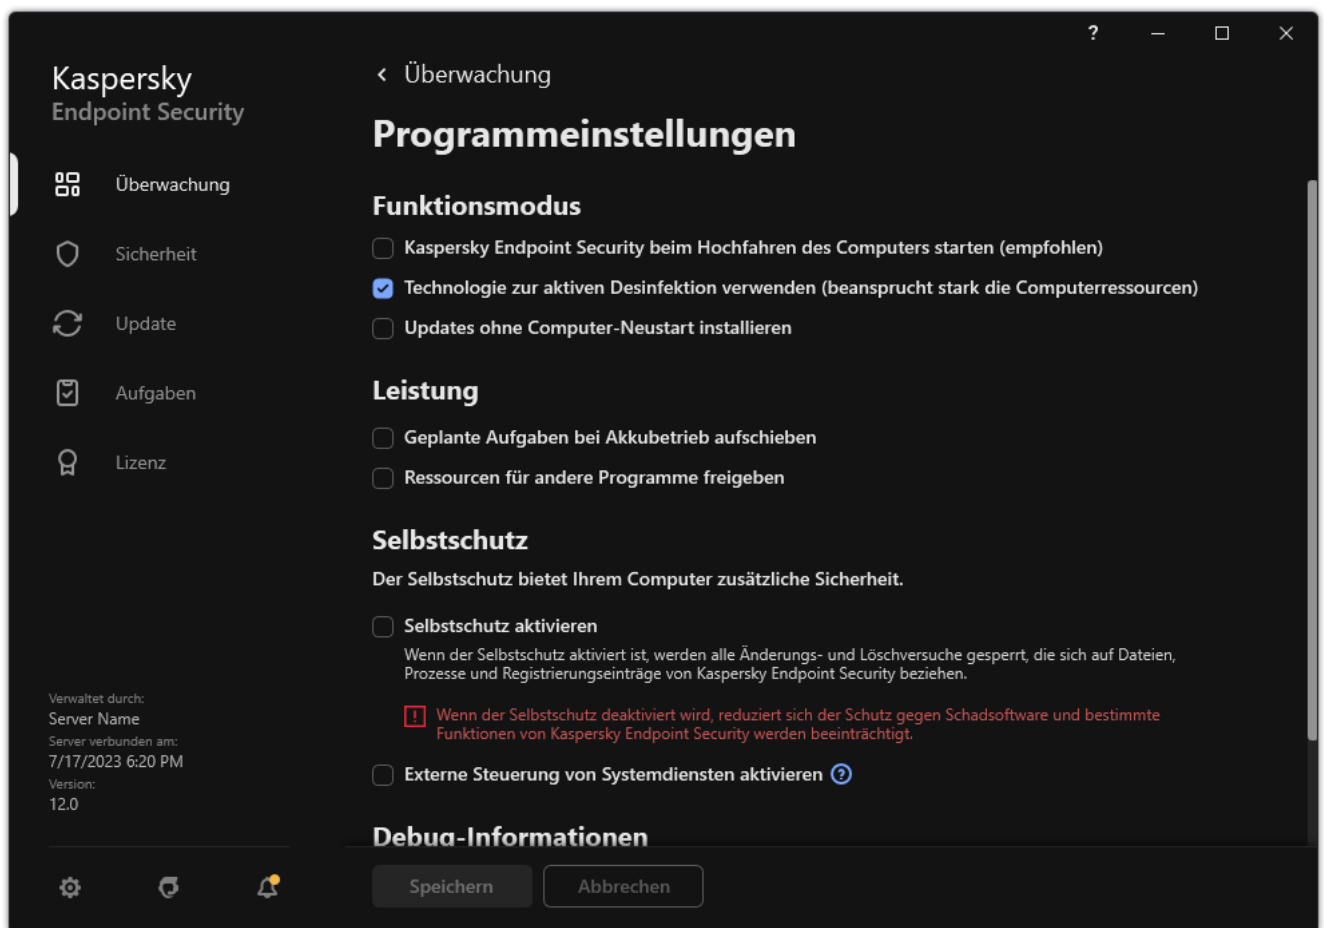 ?
Kaspersky
Endpoint Security
Überwachung
Sicherheit
Update
Aufgaben
Lizenz
Verwaltet durch:
Server Name
Server verbunden am:
7/17/2023 6:20 PM
Version:
12.0
Überwachung
Programmeinstellungen
Funktionsmodus
Kaspersky Endpoint Security beim Hochfahren des Computers starten (empfohlen)
Technologie zur aktiven Desinfektion verwenden (beansprucht stark die Computerressourcen)
Updates ohne Computer-Neustart installieren
Leistung
Geplante Aufgaben bei Akkubetrieb aufschieben
Ressourcen für andere Programme freigeben
Selbstschutz
Der Selbstschutz bietet Ihrem Computer zusätzliche Sicherheit.
Selbstschutz aktivieren
Wenn der Selbstschutz aktiviert ist, werden alle Änderungs- und Löschversuche gesperrt, die sich auf Dateien,
Prozesse und Registrierungseinträge von Kaspersky Endpoint Security beziehen.
Wenn der Selbstschutz deaktiviert wird, reduziert sich der Schutz gegen Schadsoftware und bestimmte
Funktionen von Kaspersky Endpoint Security werden beeinträchtigt.
Externe Steuerung von Systemdiensten aktivieren ?
Debug-Informationen
Speichern
Abbrechen